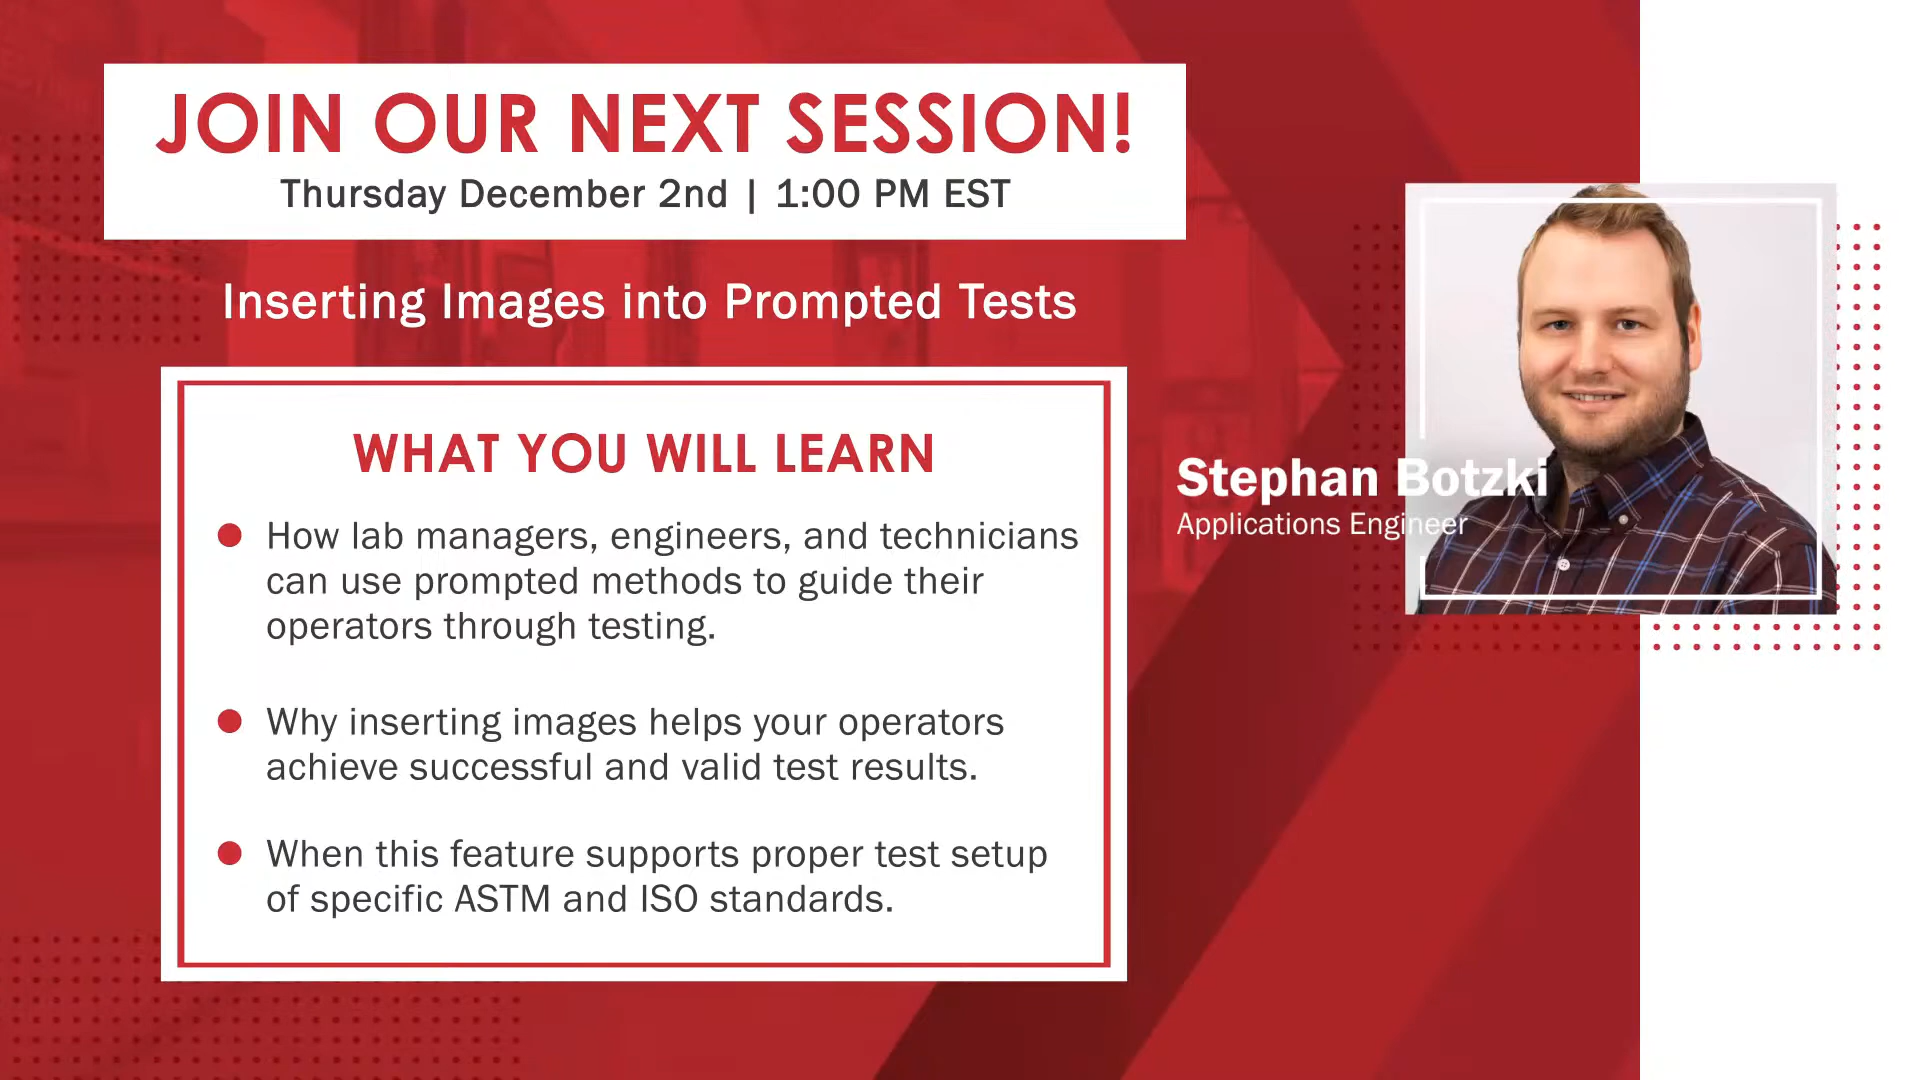 JOIN OUR NEXT SESSION!
Thursday December 2nd | 1:00 PM EST
Inserting Images into Prompted Tests
WHAT YOU WILL LEARN
How lab managers, engineers, and technicians
can use prompted methods to guide their
operators through testing.
Why inserting images helps your operators
achieve successful and valid test results.
When this feature supports proper test setup
of specific ASTM and ISO standards.
Stephan Botzki
Applications Engineer